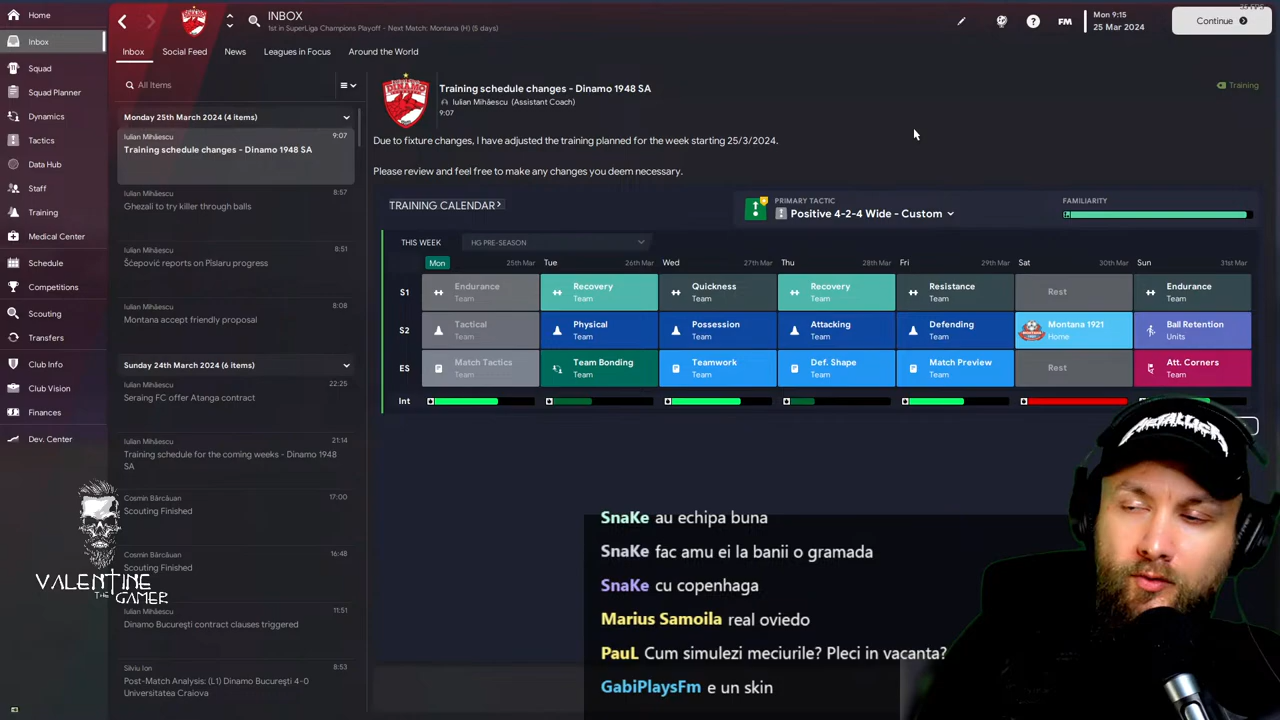 Home
Inbox
Squad
Squad Planner
Dynamics
Tactics
Data Hub
Staff
Training
Medical Center
Schedule
Competitions
Scouting
Transfers
Club Info
Club Vision
Finances
Dev. Center
INBOX
1st in SuperLiga Champions Playoff - Next Match: Montana (H) (5 days)
FM
Mon 9:15
25 Mar 2024
Continue
Inbox Social Feed News Leagues in Focus Around the World
All Items
Monday 25th March 2024 (4 items)
Iulian Mihăescu 9:07
Training schedule changes - Dinamo 1948 SA
Iulian Mihăescu 8:57
Ghezali to try killer through balls
Iulian Mihăescu 8:51
Šćepović reports on Pîslaru progress
Iulian Mihăescu 8:08
Montana accept friendly proposal
Sunday 24th March 2024 (6 items)
Iulian Mihăescu 22:25
Seraing FC offer Atanga contract
Iulian Mihăescu 21:14
Training schedule for the coming weeks - Dinamo 1948
SA
Cosmin Bărcăuan 17:00
Scouting Finished
Cosmin Bărcăuan 16:48
Scouting Finished
Iulian Mihăescu 11:51
Dinamo Bucureşti contract clauses triggered
Silviu Ion 8:53
Post-Match Analysis: (L1) Dinamo Bucureşti 4-0
Universitatea Craiova
VALENTINE
THE GAMER
Training schedule changes - Dinamo 1948 SA
Iulian Mihăescu (Assistant Coach)
9:07
Training
Due to fixture changes, I have adjusted the training planned for the week starting 25/3/2024.
Please review and feel free to make any changes you deem necessary.
TRAINING CALENDAR>
PRIMARY TACTIC
Positive 4-2-4 Wide - Custom
FAMILIARITY
THIS WEEK HG PRE-SEASON
Mon 25th Mar Tue 26th Mar Wed 27th Mar Thu 28th Mar Fri 29th Mar Sat 30th Mar Sun 31st Mar
S1 Endurance Recovery Quickness Recovery Resistance Rest Endurance
Team Team Team Team Team Team
S2 Tactical Physical Possession Attacking Defending Montana 1921 Ball Retention
Team Team Team Team Team Home Units
ES Match Tactics Team Bonding Teamwork Def. Shape Match Preview Rest Att. Corners
Team Team Team Team Team Team
Int
SnaKe au echipa buna
SnaKe fac amu ei la banii o gramada
SnaKe cu copenhaga
Marius Samoila real oviedo
PauL Cum simulezi meciurile? Pleci in vacanta?
GabiPlaysFm e un skin